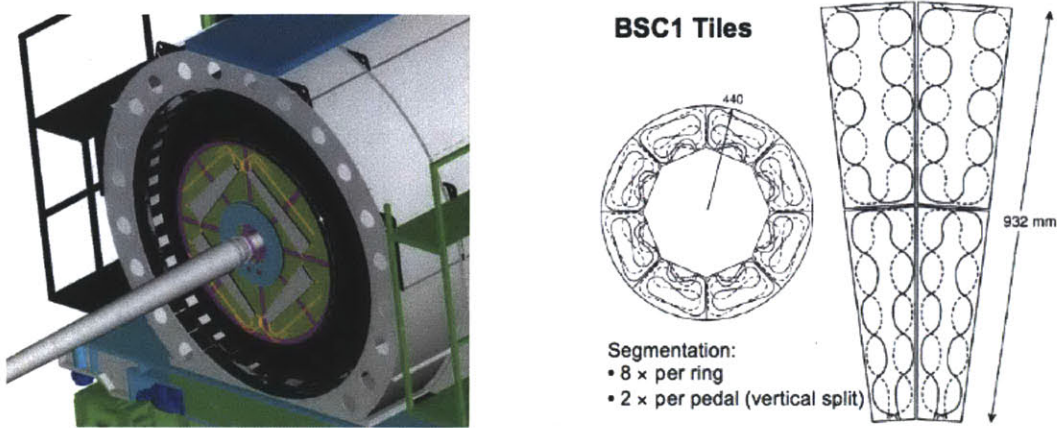 BSC1 Tiles
440
932 mm
Segmentation:
• 8 × per ring
• 2 × per pedal (vertical split)